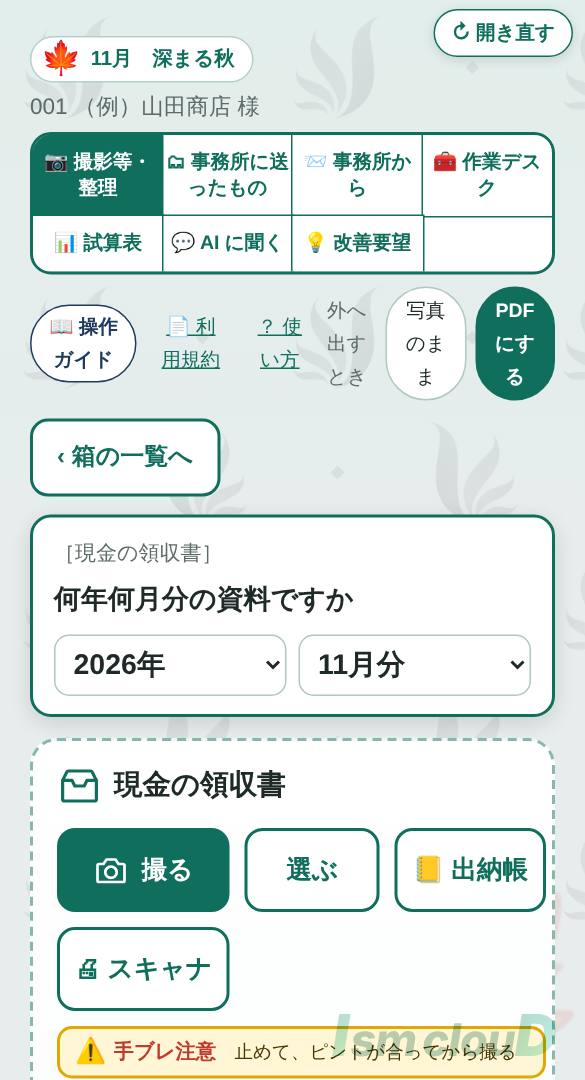 ↻ 開き直す
🍁 11月　深まる秋
001 （例）山田商店 様
📷 撮影等・整理
🗂 事務所に送ったもの
📨 事務所から
🧰 作業デスク
📊 試算表
💬 AI に聞く
💡 改善要望
📖 操作ガイド
📄 利用規約
? 使い方
外へ出すとき
写真のまま
PDFにする
‹ 箱の一覧へ
［現金の領収書］
何年何月分の資料ですか
2026年
11月分
現金の領収書
撮る
選ぶ
📒 出納帳
🖨 スキャナ
⚠️ 手ブレ注意　止めて、ピントが合ってから撮る
Ism clouD